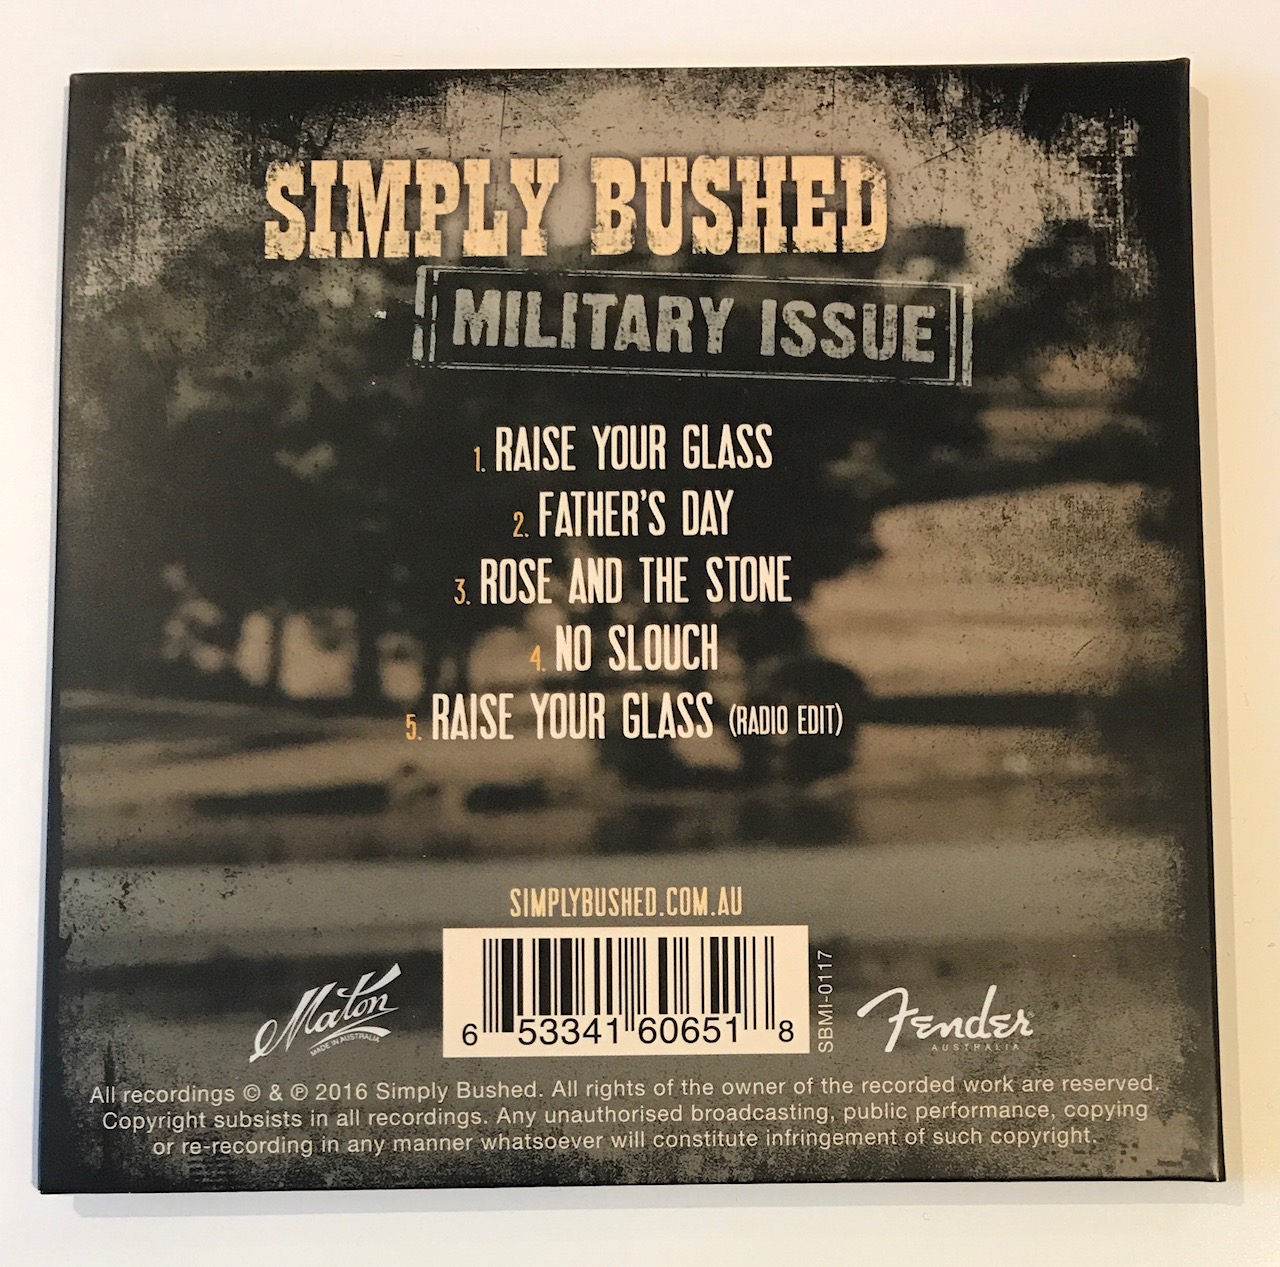 SIMPLY BUSHED
MILITARY ISSUE
1. RAISE YOUR GLASS
2. FATHER'S DAY
3. ROSE AND THE STONE
4. NO SLOUCH
5. RAISE YOUR GLASS (RADIO EDIT)
SIMPLYBUSHED.COM.AU
Maton
MADE IN AUSTRALIA
6 53341 60651 8
SBMI-0117
Fender
AUSTRALIA
All recordings © & ℗ 2016 Simply Bushed. All rights of the owner of the recorded work are reserved.
Copyright subsists in all recordings. Any unauthorised broadcasting, public performance, copying
or re-recording in any manner whatsoever will constitute infringement of such copyright.